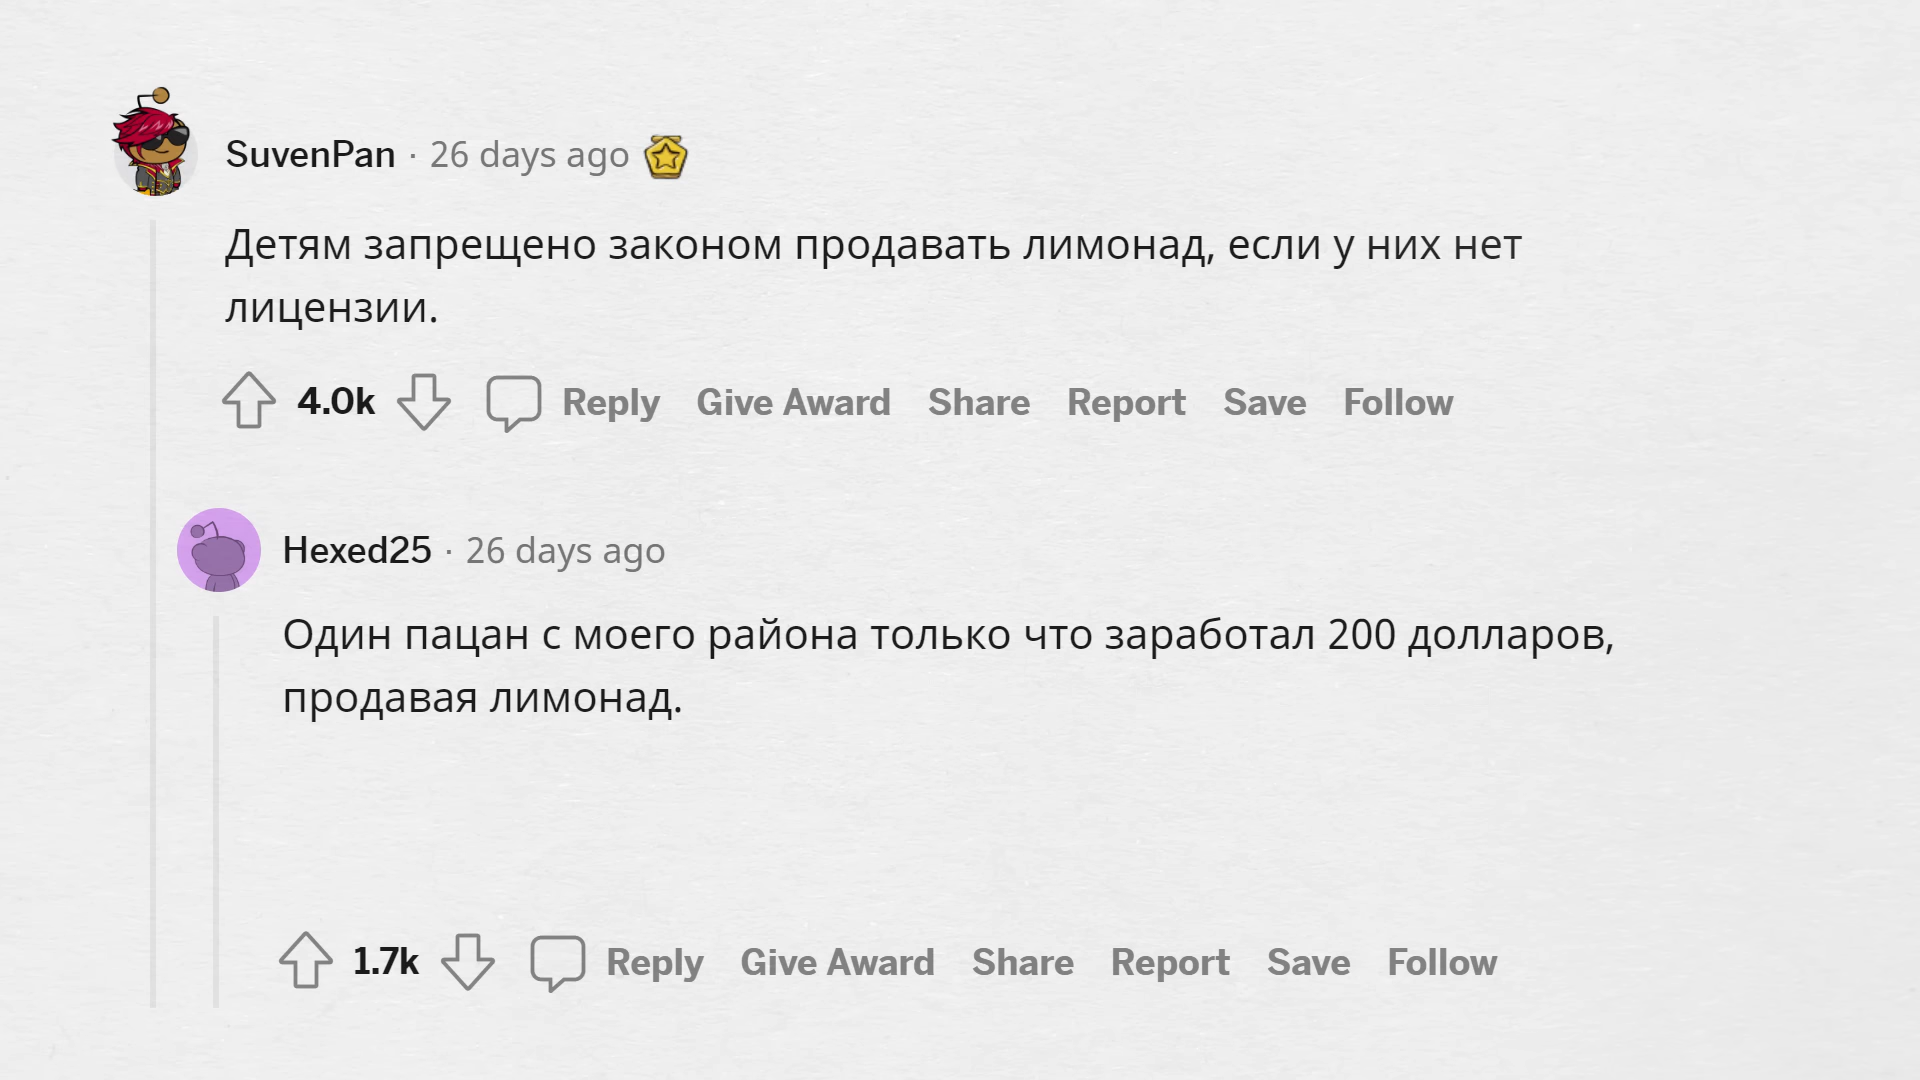 SuvenPan · 26 days ago
Детям запрещено законом продавать лимонад, если у них нет
лицензии.
4.0k Reply Give Award Share Report Save Follow
Hexed25 · 26 days ago
Один пацан с моего района только что заработал 200 долларов,
продавая лимонад.
1.7k Reply Give Award Share Report Save Follow